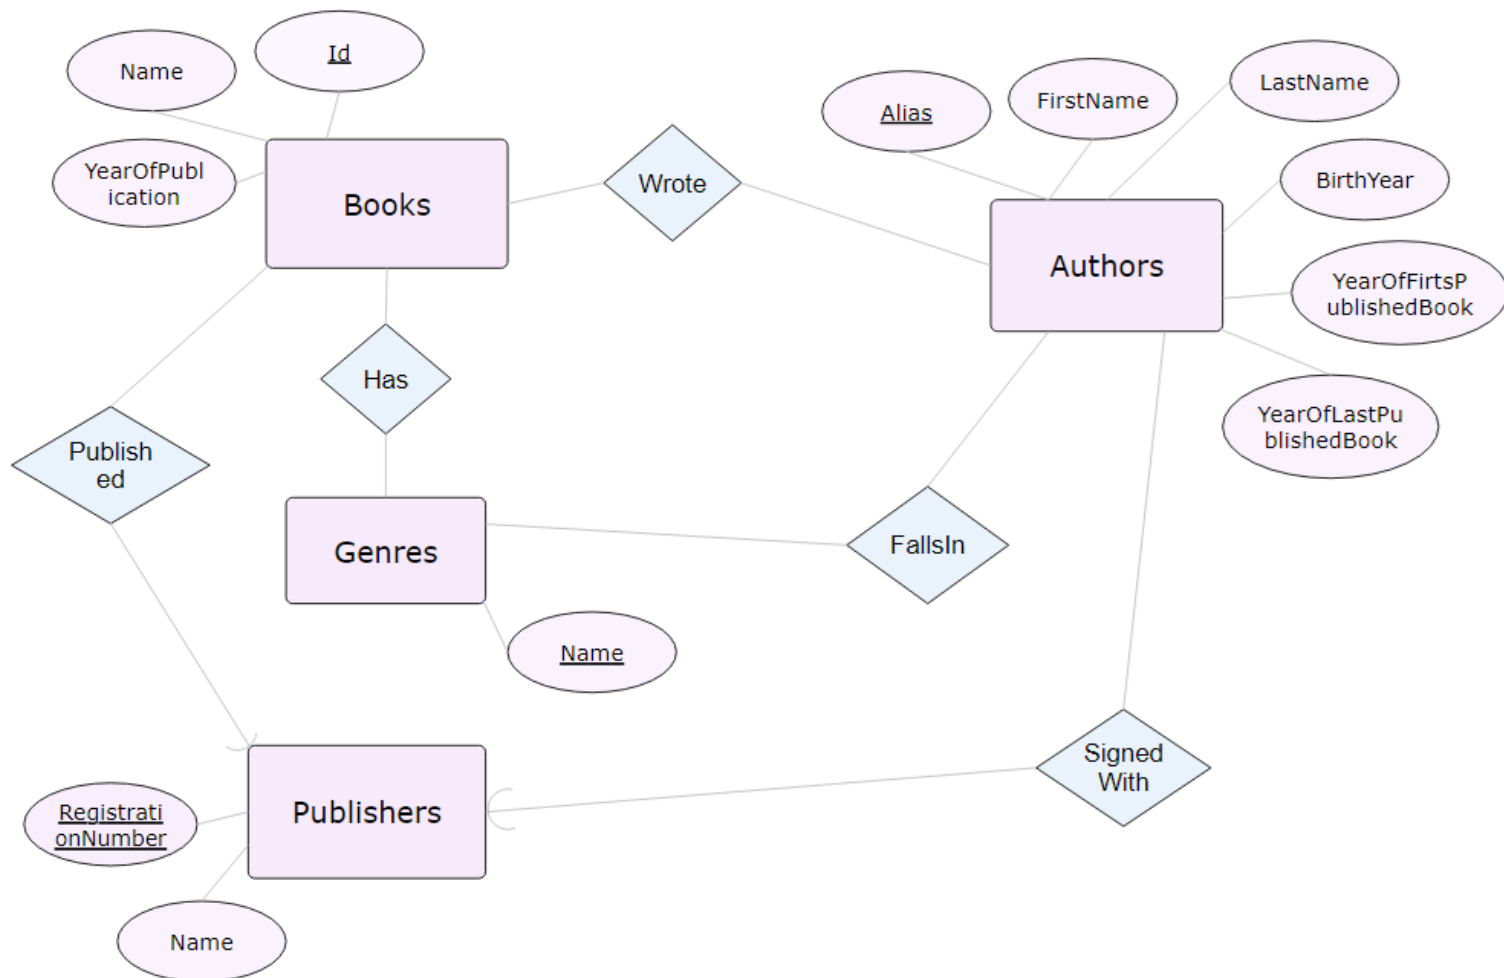 Id
Name
LastName
FirstName
Alias
YearOfPubl
ication
BirthYear
Wrote
Books
Authors
YearOfFirtsP
ublishedBook
Has
YearOfLastPu
blishedBook
Publish
ed
FallsIn
Genres
Name
Signed
With
Publishers
Registrati
onNumber
Name